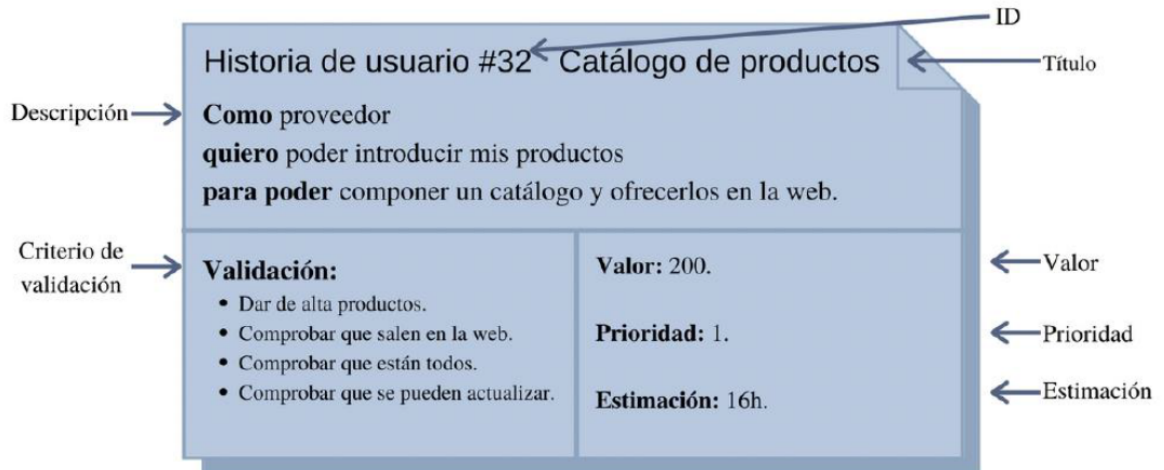 ID
Historia de usuario #32 Catálogo de productos
Título
Descripción
Como proveedor
quiero poder introducir mis productos
para poder componer un catálogo y ofrecerlos en la web.
Criterio de
validación
Validación:
• Dar de alta productos.
• Comprobar que salen en la web.
• Comprobar que están todos.
• Comprobar que se pueden actualizar.
Valor: 200.
Valor
Prioridad: 1.
Prioridad
Estimación: 16h.
Estimación